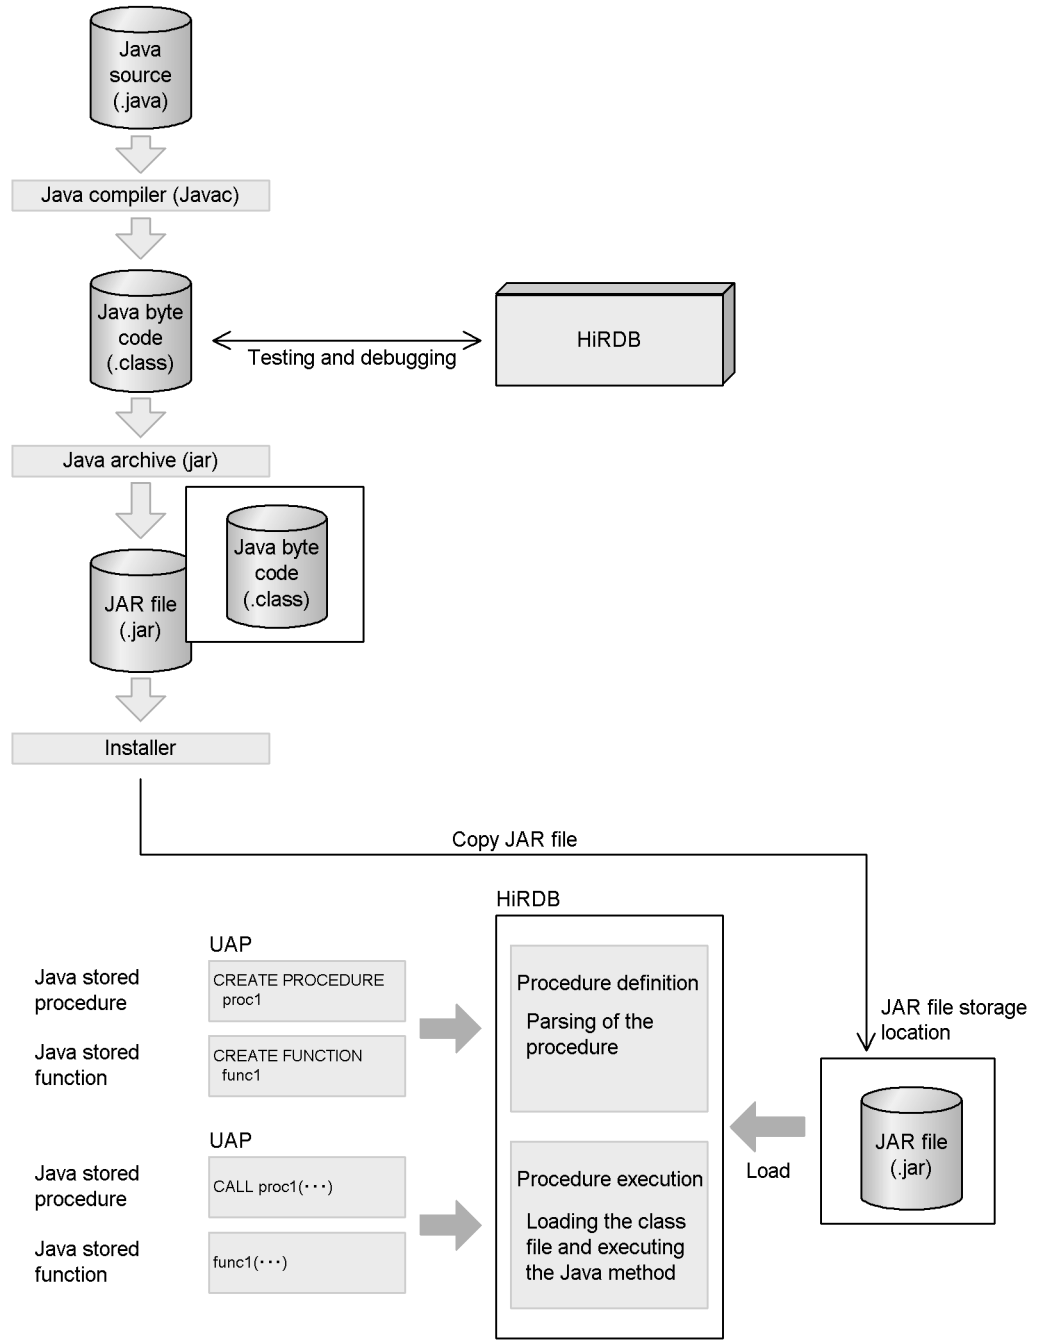 Java
source
(.java)
Java compiler (Javac)
Java byte
code
(.class)
Testing and debugging
HiRDB
Java archive (jar)
Java byte
code
(.class)
JAR file
(.jar)
Installer
Copy JAR file
HiRDB
UAP
Java stored
procedure
CREATE PROCEDURE
proc1
Java stored
function
CREATE FUNCTION
func1
Procedure definition
Parsing of the
procedure
JAR file storage
location
JAR file
(.jar)
Load
UAP
Java stored
procedure
CALL proc1(···)
Java stored
function
func1(···)
Procedure execution
Loading the class
file and executing
the Java method